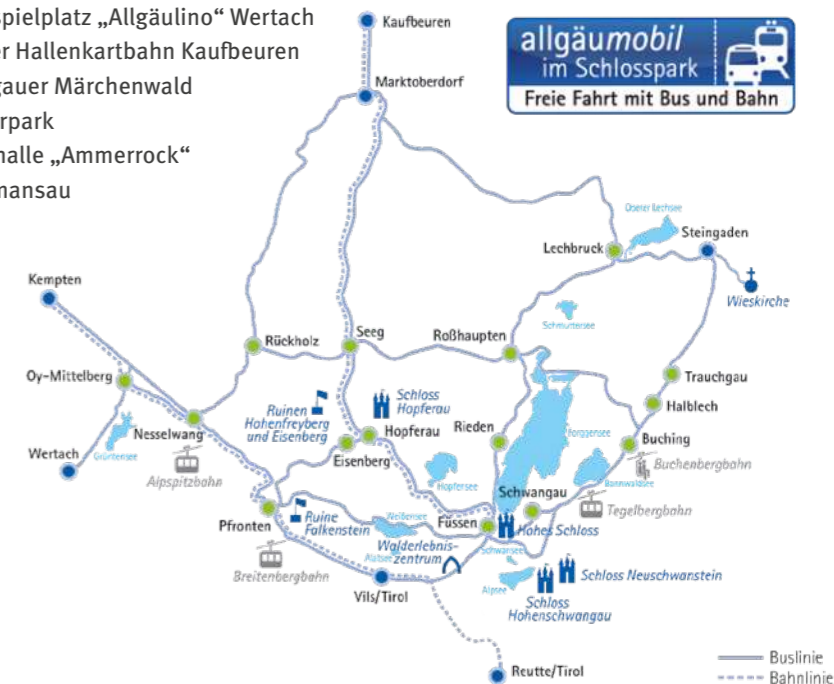 spielplatz „Allgäulino“ Wertach
er Hallenkartbahn Kaufbeuren
gauer Märchenwald
rpark
halle „Ammerrock“
mansau
allgäumobil
im Schlosspark
Freie Fahrt mit Bus und Bahn
Kaufbeuren
Marktoberdorf
Oberer Lechsee
Steingaden
Lechbruck
Wieskirche
Kempten
Schmuttersee
Rückholz
Seeg
Roßhaupten
Oy-Mittelberg
Trauchgau
Schloss
Hopferau
Ruinen
Hohenfreyberg
und Eisenberg
Halblech
Nesselwang
Hopferau
Rieden
Forggensee
Buching
Wertach
Grüntensee
Eisenberg
Buchenbergbahn
Alpspitzbahn
Hopfensee
Bannwaldsee
Schwangau
Tegelbergbahn
Pfronten
Ruine
Falkenstein
Weißensee
Füssen
Hohes Schloss
Walderlebnis-
zentrum
Alatsee
Schwansee
Breitenbergbahn
Alpsee
Schloss Neuschwanstein
Vils/Tirol
Schloss
Hohenschwangau
Reutte/Tirol
Buslinie
Bahnlinie